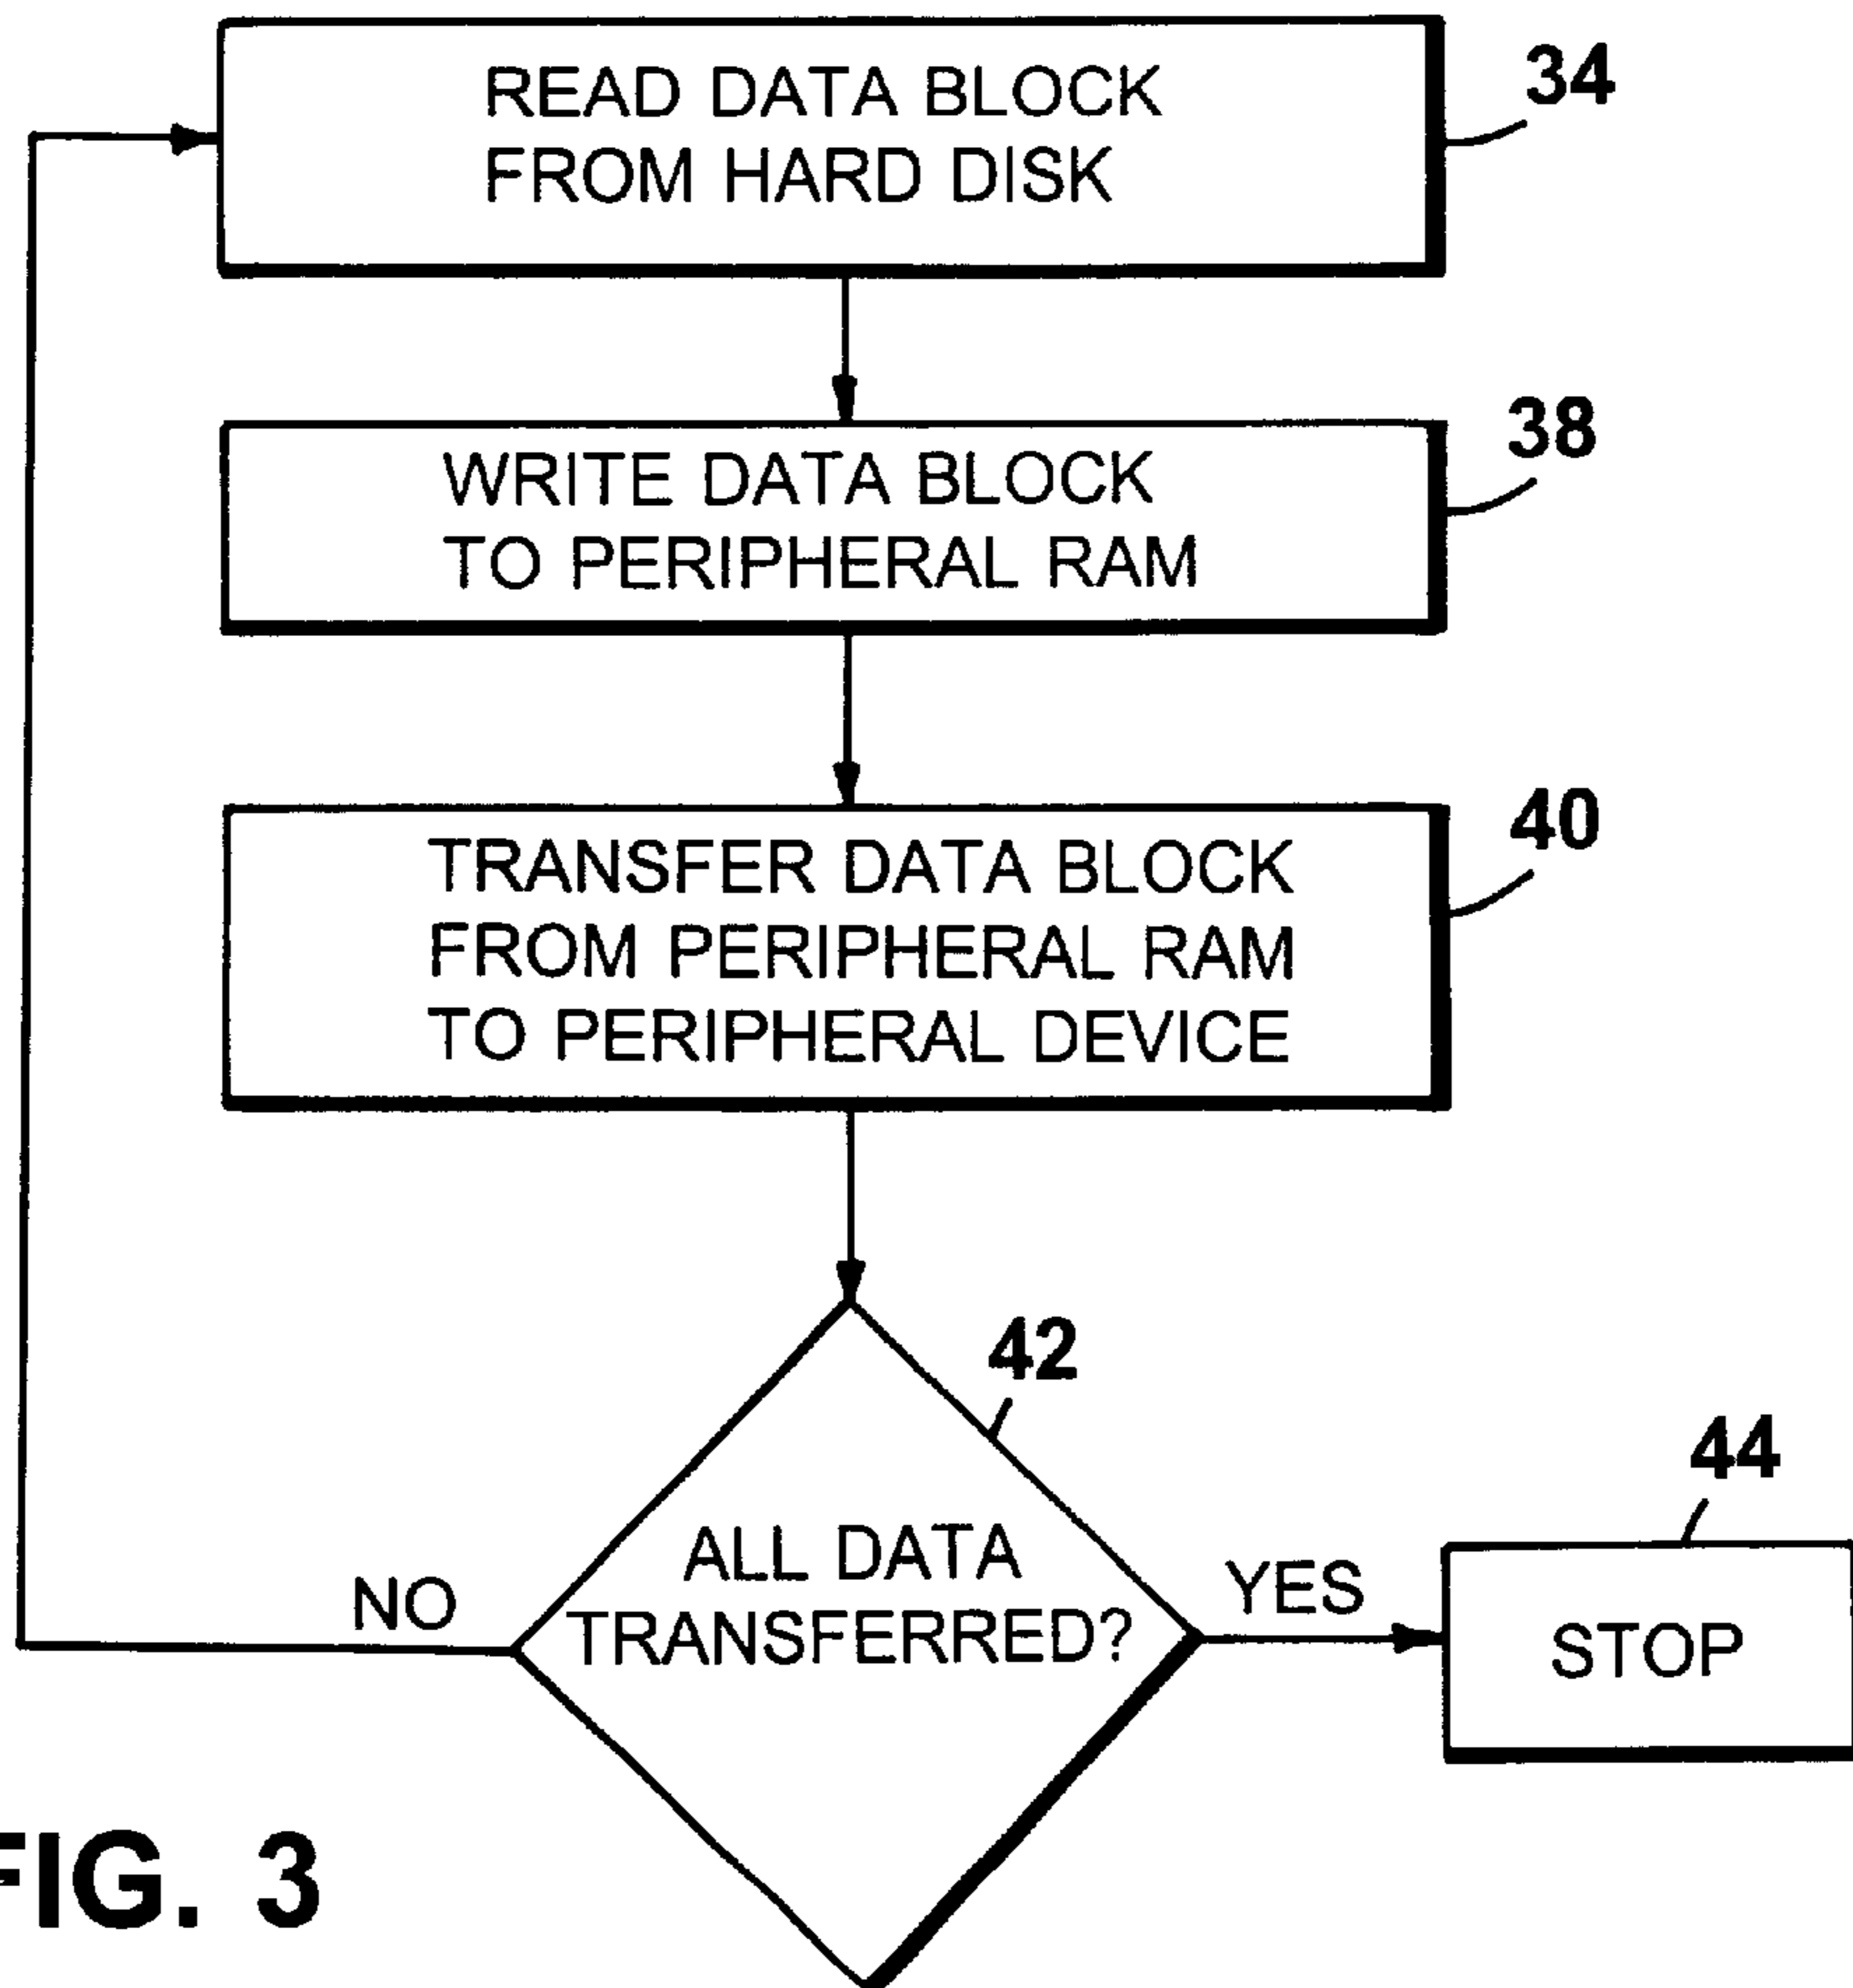 READ DATA BLOCK
FROM HARD DISK
34
WRITE DATA BLOCK
TO PERIPHERAL RAM
38
TRANSFER DATA BLOCK
FROM PERIPHERAL RAM
TO PERIPHERAL DEVICE
40
42
ALL DATA
TRANSFERRED?
NO
YES
44
STOP
FIG. 3